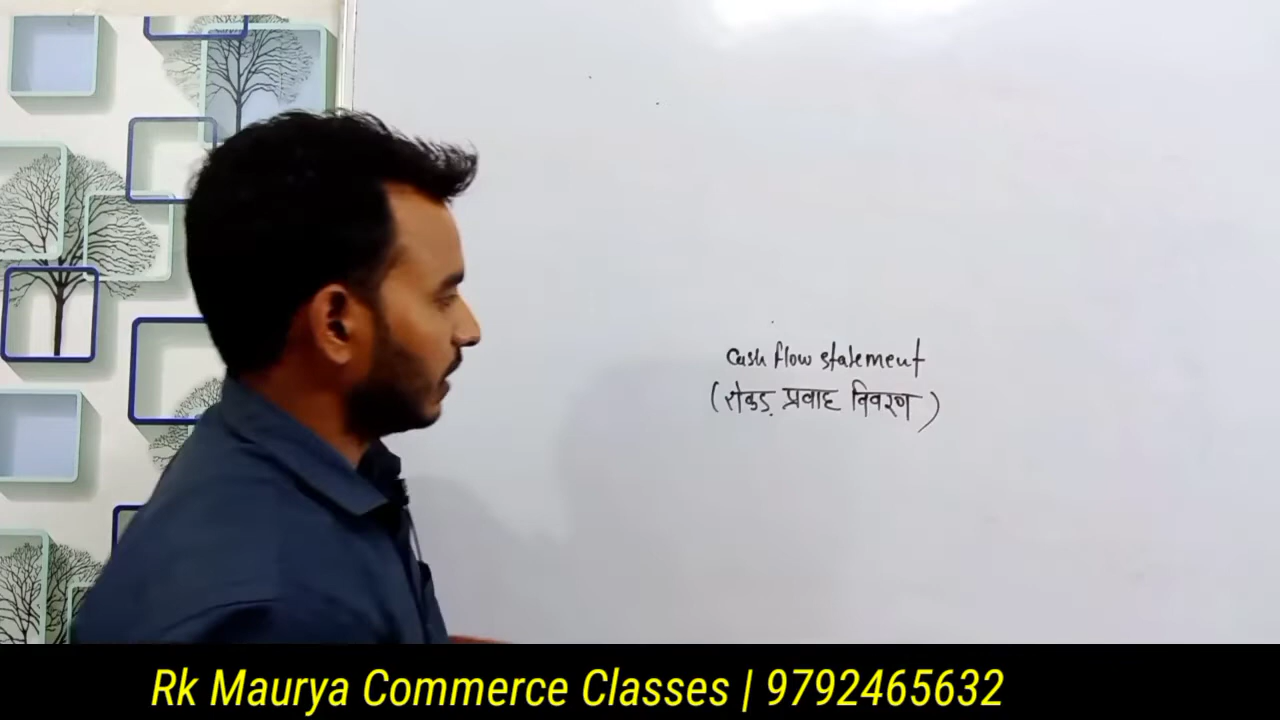 Cash flow statement
(रोकड़ प्रवाह विवरण)
Rk Maurya Commerce Classes | 9792465632